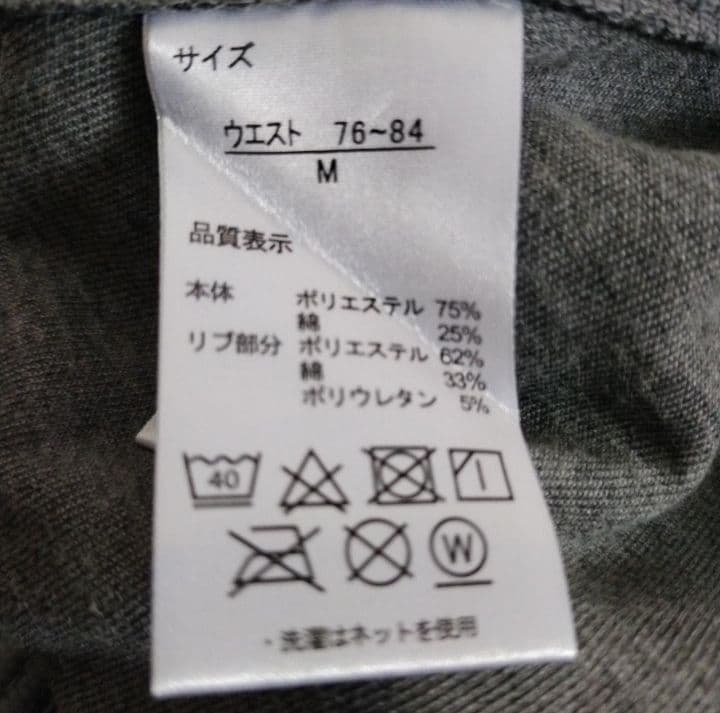 サイズ
ウエスト 76~84
M
品質表示
本体 ポリエステル 75%
綿 25%
リブ部分 ポリエステル 62%
綿 33%
ポリウレタン 5%
40
W
・洗濯はネットを使用